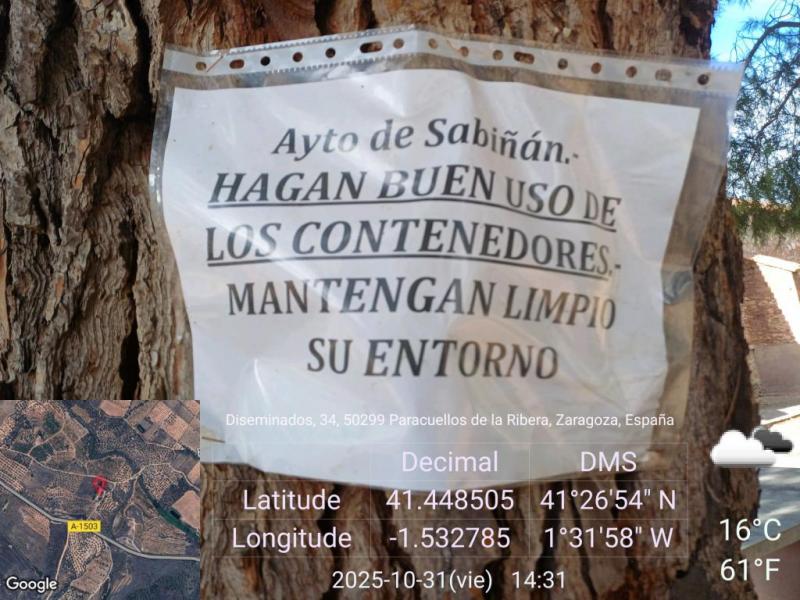 Ayto de Sabiñán.-
HAGAN BUEN USO DE
LOS CONTENEDORES.-
MANTENGAN LIMPIO
SU ENTORNO
Diseminados, 34, 50299 Paracuellos de la Ribera, Zaragoza, España
Decimal DMS
Latitude 41.448505 41°26'54" N
Longitude -1.532785 1°31'58" W
2025-10-31(vie) 14:31
16°C
61°F
A-1503
Google